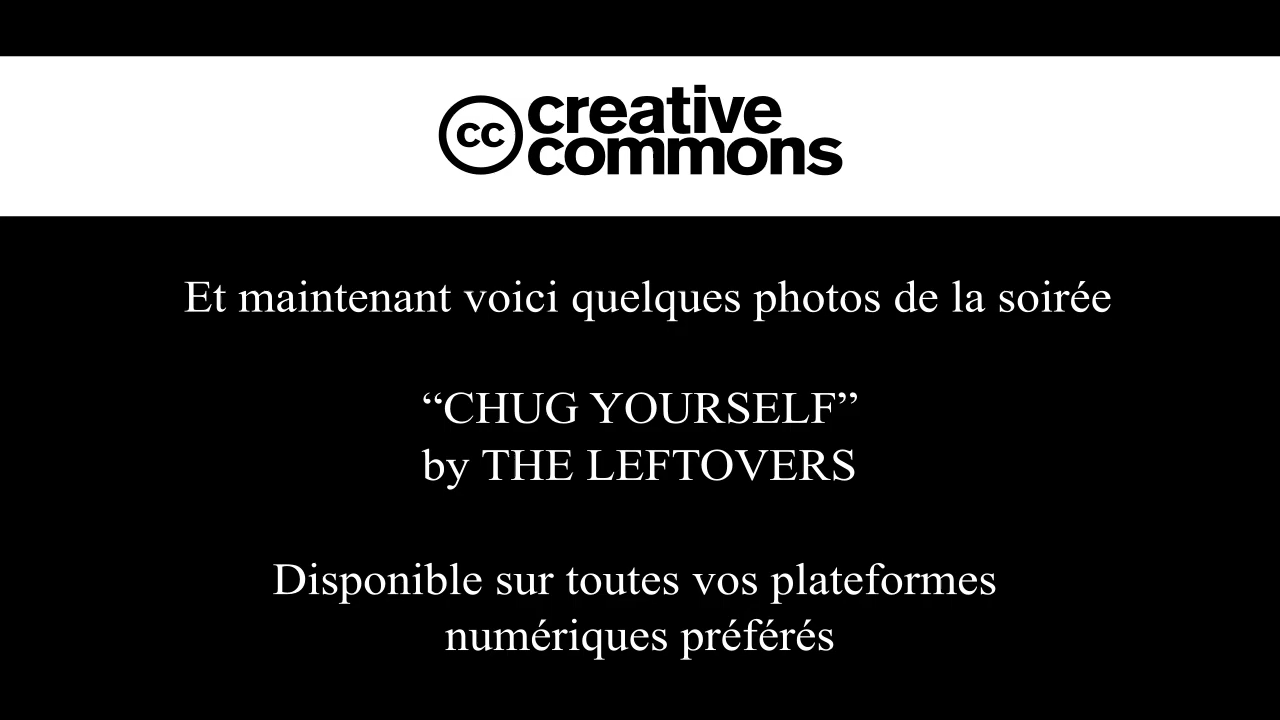 cc creative
commons
Et maintenant voici quelques photos de la soirée
“CHUG YOURSELF”
by THE LEFTOVERS
Disponible sur toutes vos plateformes
numériques préférés